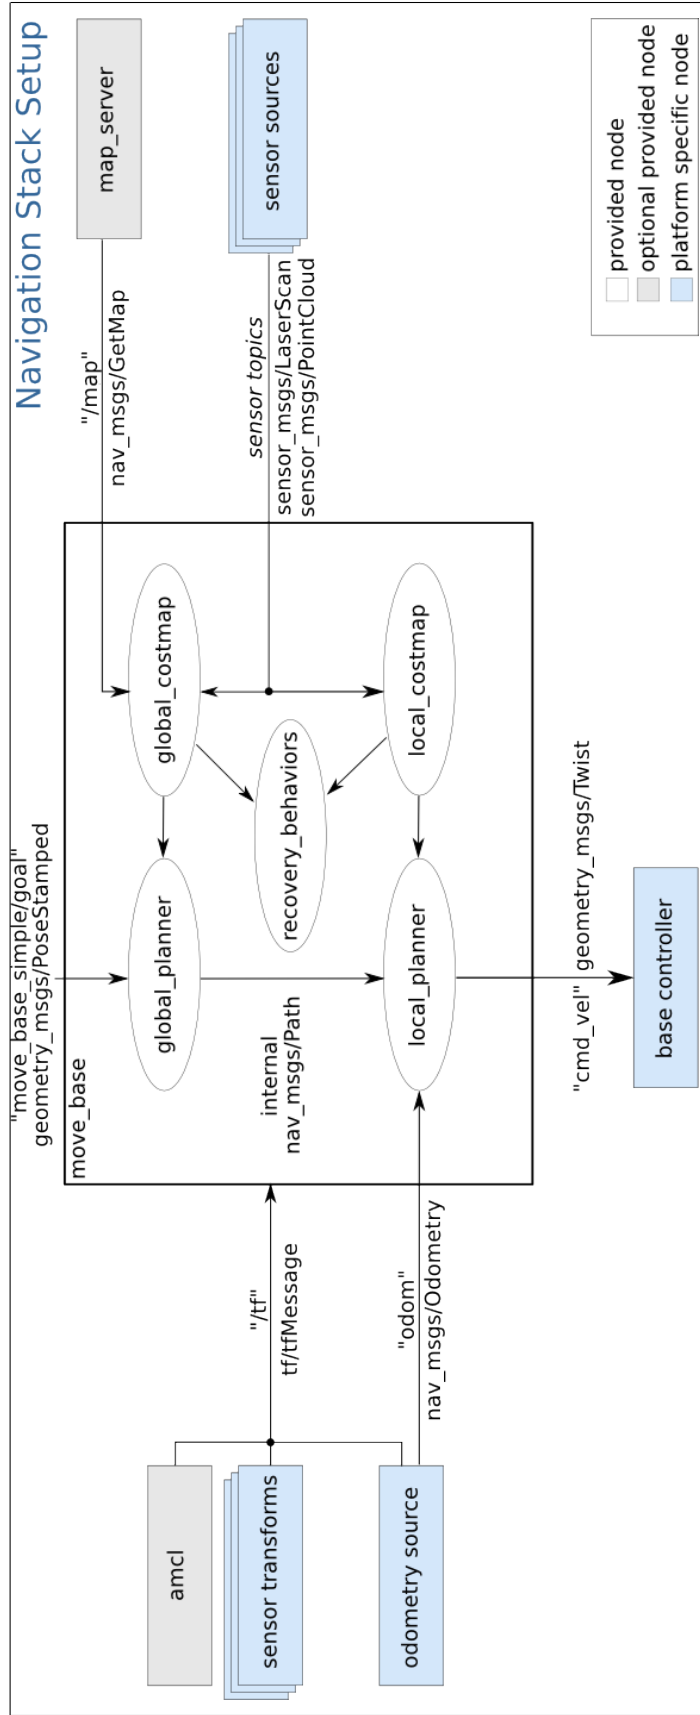 Navigation Stack Setup
"move_base_simple/goal"
geometry_msgs/PoseStamped
move_base
"/map"
nav_msgs/GetMap
map_server
amcl
sensor transforms
odometry source
"/tf"
tf/tfMessage
"odom"
nav_msgs/Odometry
global_planner
global_costmap
internal
nav_msgs/Path
recovery_behaviors
local_planner
local_costmap
sensor topics
sensor_msgs/LaserScan
sensor_msgs/PointCloud
sensor sources
"cmd_vel" geometry_msgs/Twist
base controller
provided node
optional provided node
platform specific node